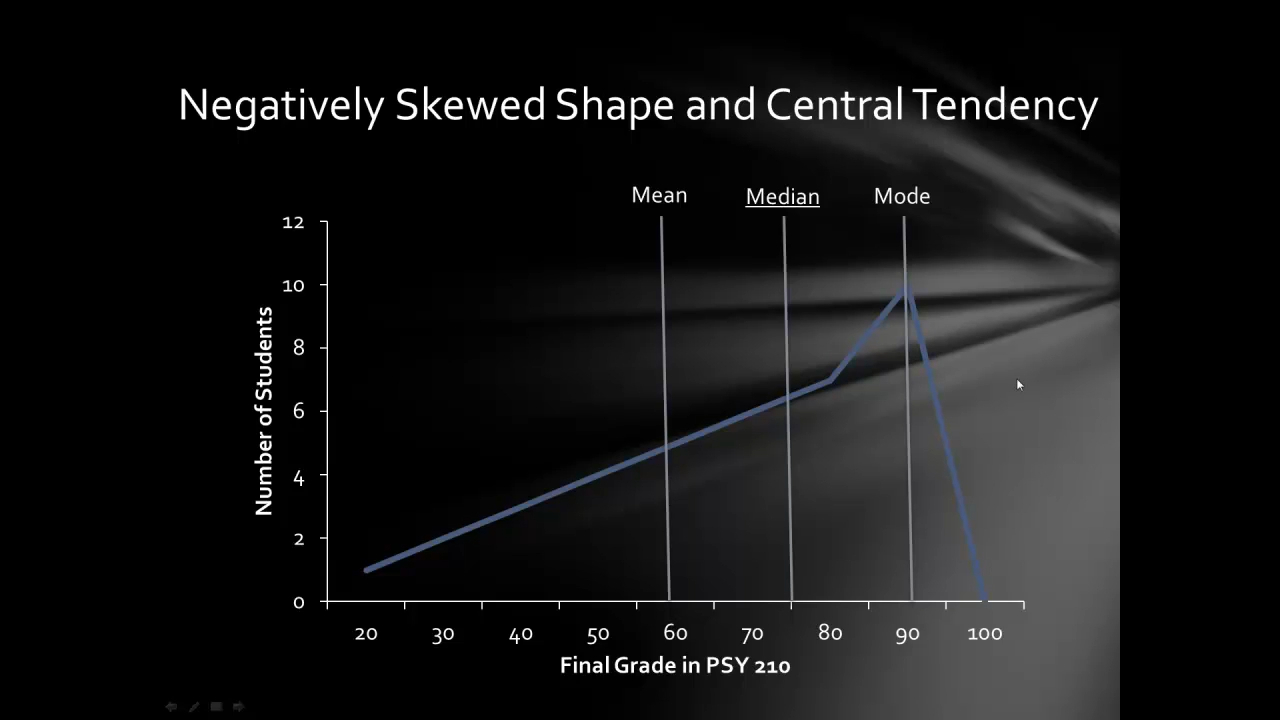 Negatively Skewed Shape and Central Tendency
Mean Median Mode
12
10
8
6
4
2
0
Number of Students
20 30 40 50 60 70 80 90 100
Final Grade in PSY 210